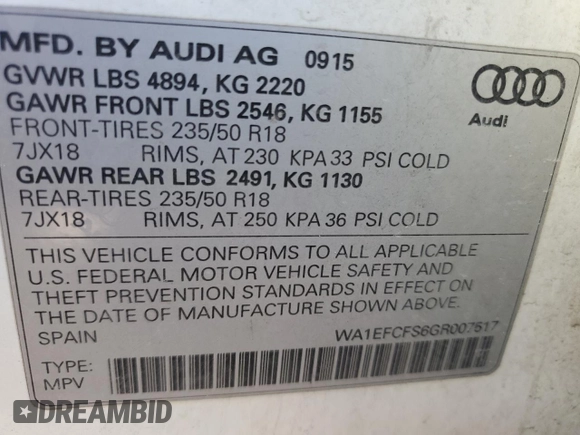 MFD. BY AUDI AG 0915
GVWR LBS 4894, KG 2220
GAWR FRONT LBS 2546, KG 1155
FRONT-TIRES 235/50 R18
7JX18 RIMS, AT 230 KPA 33 PSI COLD
GAWR REAR LBS 2491, KG 1130
REAR-TIRES 235/50 R18
7JX18 RIMS, AT 250 KPA 36 PSI COLD
Audi
THIS VEHICLE CONFORMS TO ALL APPLICABLE
U.S. FEDERAL MOTOR VEHICLE SAFETY AND
THEFT PREVENTION STANDARDS IN EFFECT ON
THE DATE OF MANUFACTURE SHOWN ABOVE.
SPAIN WA1EFCFS6GR007617
TYPE:
MPV
DREAMBID